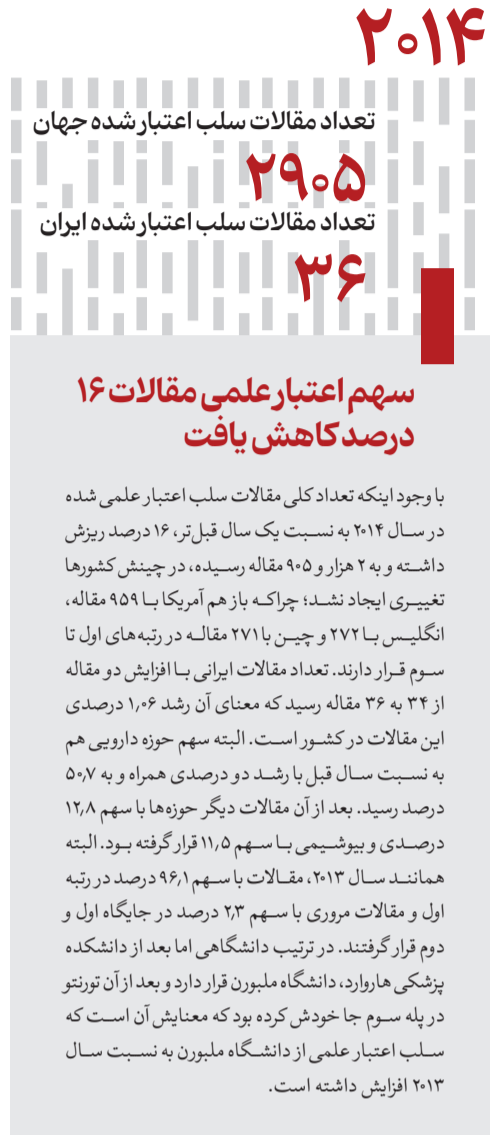 ۲۰۱۴
تعداد مقالات سلب اعتبار شده جهان
۲۹۰۵
تعداد مقالات سلب اعتبار شده ایران
۳۶
سهم اعتبار علمی مقالات ۱۶
درصد کاهش یافت
با وجود اینکه تعداد کلی مقالات سلب اعتبار علمی شده
در سال ۲۰۱۴ به نسبت یک سال قبل‌تر، ۱۶ درصد ریزش
داشته و به ۲ هزار و ۹۰۵ مقاله رسیده، در چینش کشورها
تغییری ایجاد نشد؛ چراکه باز هم آمریکا با ۹۵۹ مقاله،
انگلیس با ۲۷۲ و چین با ۲۷۱ مقاله در رتبه‌های اول تا
سوم قرار دارند. تعداد مقالات ایرانی با افزایش دو مقاله
از ۳۴ به ۳۶ مقاله رسید که معنای آن رشد ۱٫۰۶ درصدی
این مقالات در کشور است. البته سهم حوزه دارویی هم
به نسبت سال قبل با رشد دو درصدی همراه و به ۵۰٫۷
درصد رسید. بعد از آن مقالات دیگر حوزه‌ها با سهم ۱۲٫۸
درصدی و بیوشیمی با سهم ۱۱٫۵ قرار گرفته بود. البته
همانند سال ۲۰۱۳، مقالات با سهم ۹۶٫۱ درصد در رتبه
اول و مقالات مروری با سهم ۲٫۳ درصد در جایگاه اول و
دوم قرار گرفتند. در ترتیب دانشگاهی اما بعد از دانشکده
پزشکی هاروارد، دانشگاه ملبورن قرار دارد و بعد از آن تورنتو
در پله سوم جا خودش کرده بود که معنایش آن است که
سلب اعتبار علمی از دانشگاه ملبورن به نسبت سال
۲۰۱۳ افزایش داشته است.